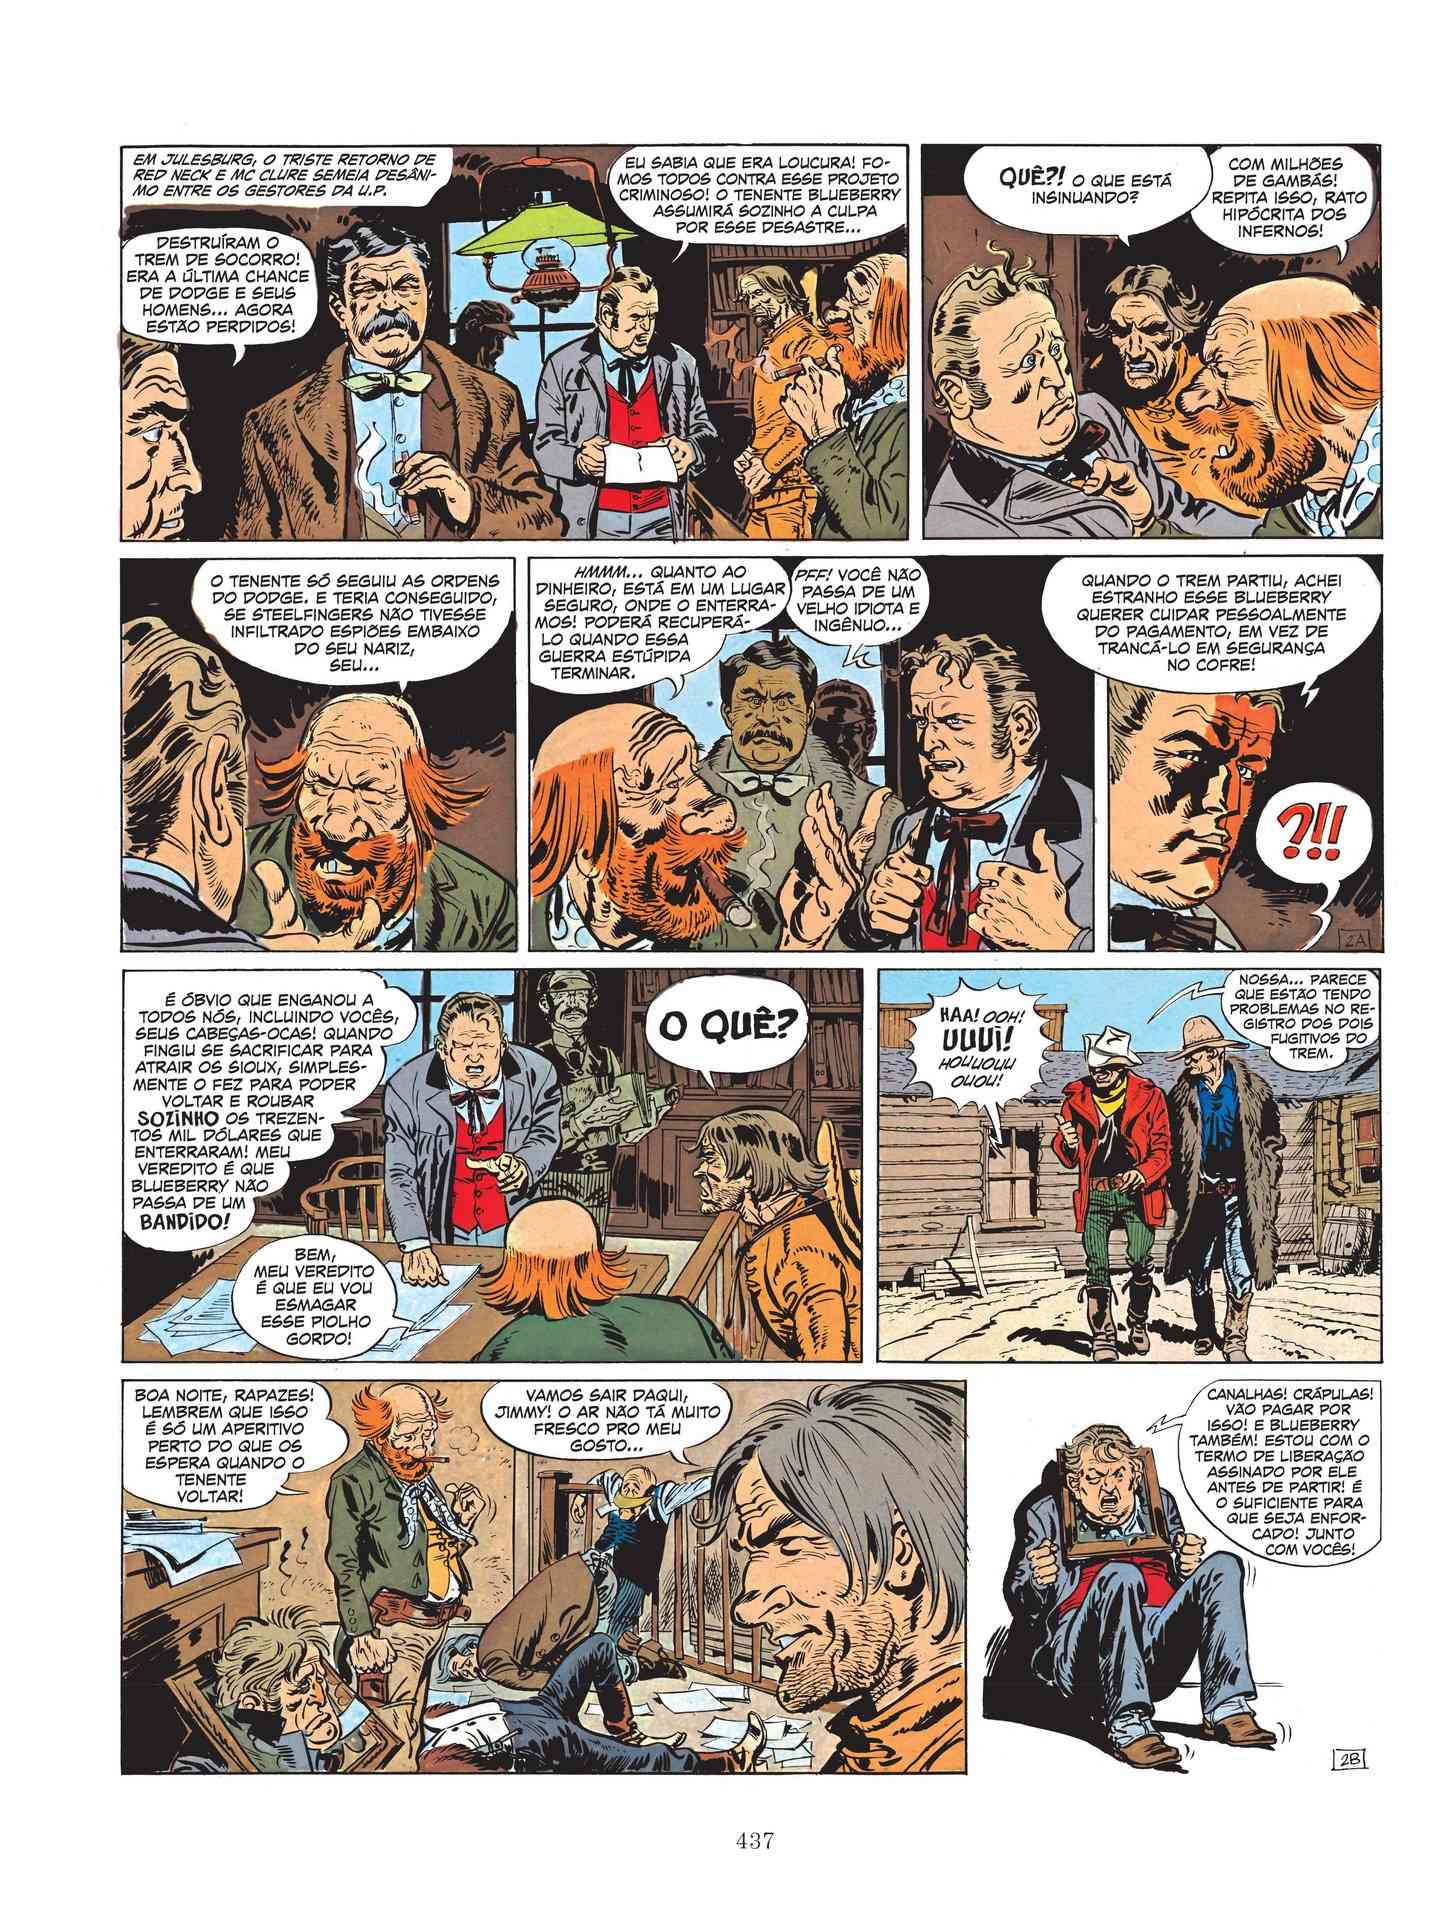 EM JULESBURG, O TRISTE RETORNO DE
RED NECK E MC CLURE SEMEIA DESÂNI-
MO ENTRE OS GESTORES DA U.P.
DESTRUÍRAM O
TREM DE SOCORRO!
ERA A ÚLTIMA CHANCE
DE DODGE E SEUS
HOMENS... AGORA
ESTÃO PERDIDOS!
EU SABIA QUE ERA LOUCURA! FO-
MOS TODOS CONTRA ESSE PROJETO
CRIMINOSO! O TENENTE BLUEBERRY
ASSUMIRÁ SOZINHO A CULPA
POR ESSE DESASTRE...
QUÊ?! O QUE ESTÁ
INSINUANDO?
COM MILHÕES
DE GAMBÁS!
REPITA ISSO, RATO
HIPÓCRITA DOS
INFERNOS!
O TENENTE SÓ SEGUIU AS ORDENS
DO DODGE. E TERIA CONSEGUIDO,
SE STEELFINGERS NÃO TIVESSE
INFILTRADO ESPIÕES EMBAIXO
DO SEU NARIZ,
SEU...
HMMM... QUANTO AO
DINHEIRO, ESTÁ EM UM LUGAR
SEGURO, ONDE O ENTERRA-
MOS! PODERÁ RECUPERÁ-
LO QUANDO ESSA
GUERRA ESTÚPIDA
TERMINAR.
PFF! VOCÊ NÃO
PASSA DE UM
VELHO IDIOTA E
INGÊNUO...
QUANDO O TREM PARTIU, ACHEI
ESTRANHO ESSE BLUEBERRY
QUERER CUIDAR PESSOALMENTE
DO PAGAMENTO, EM VEZ DE
TRANCÁ-LO EM SEGURANÇA
NO COFRE!
?!!
2A
É ÓBVIO QUE ENGANOU A
TODOS NÓS, INCLUINDO VOCÊS,
SEUS CABEÇAS-OCAS! QUANDO
FINGIU SE SACRIFICAR PARA
ATRAIR OS SIOUX, SIMPLES-
MENTE O FEZ PARA PODER
VOLTAR E ROUBAR
SOZINHO OS TREZEN-
TOS MIL DÓLARES QUE
ENTERRARAM! MEU
VEREDITO É QUE
BLUEBERRY NÃO
PASSA DE UM
BANDIDO!
O QUÊ?
BEM,
MEU VEREDITO
É QUE EU VOU
ESMAGAR
ESSE PIOLHO
GORDO!
HAA! OOH!
UUUÌ!
HOUUOUU
OUOU!
NOSSA... PARECE
QUE ESTÃO TENDO
PROBLEMAS NO RE-
GISTRO DOS DOIS
FUGITIVOS DO
TREM.
BOA NOITE, RAPAZES!
LEMBREM QUE ISSO
É SÓ UM APERITIVO
PERTO DO QUE OS
ESPERA QUANDO O
TENENTE
VOLTAR!
VAMOS SAIR DAQUI,
JIMMY! O AR NÃO TÁ MUITO
FRESCO PRO MEU
GOSTO...
CANALHAS! CRÁPULAS!
VÃO PAGAR POR
ISSO! E BLUEBERRY
TAMBÉM! ESTOU COM O
TERMO DE LIBERAÇÃO
ASSINADO POR ELE
ANTES DE PARTIR! É
O SUFICIENTE PARA
QUE SEJA ENFOR-
CADO! JUNTO
COM VOCÊS!
2B
437